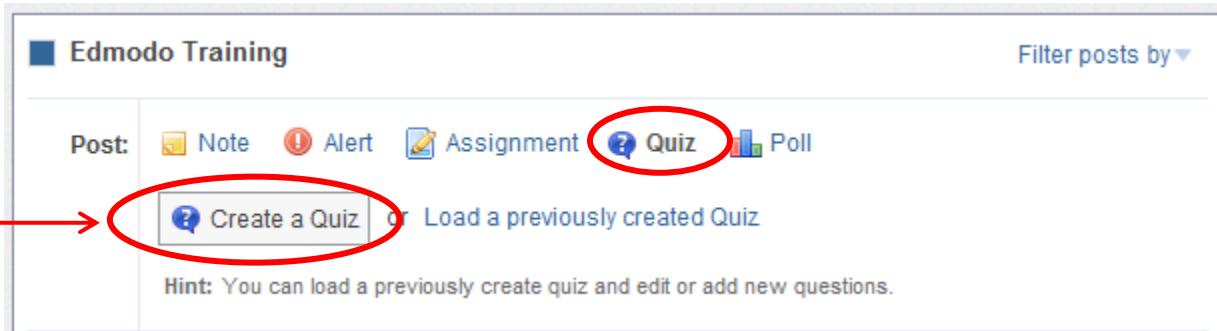 Edmodo Training Filter posts by
Post: Note Alert Assignment Quiz Poll
Create a Quiz or Load a previously created Quiz
Hint: You can load a previously create quiz and edit or add new questions.